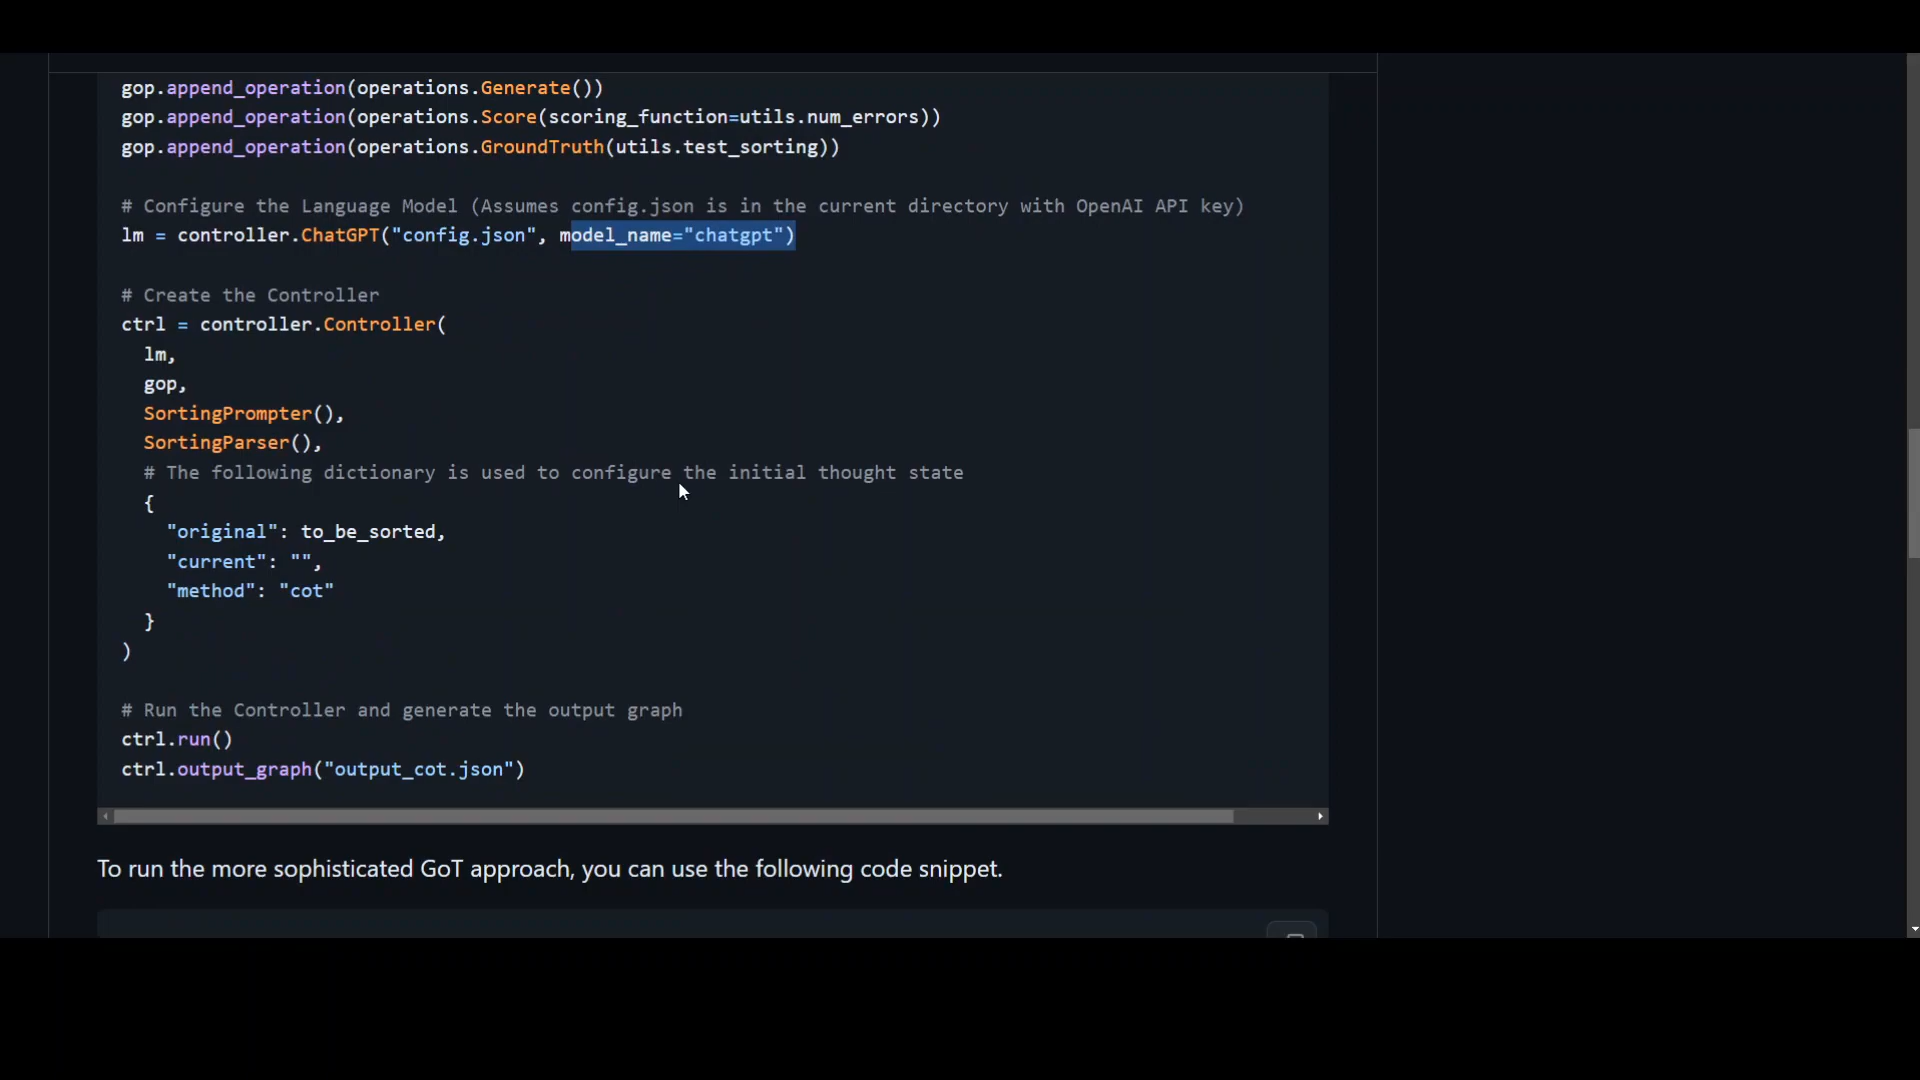 gop.append_operation(operations.Generate())
gop.append_operation(operations.Score(scoring_function=utils.num_errors))
gop.append_operation(operations.GroundTruth(utils.test_sorting))
# Configure the Language Model (Assumes config.json is in the current directory with OpenAI API key)
lm = controller.ChatGPT("config.json", model_name="chatgpt")
# Create the Controller
ctrl = controller.Controller(
lm,
gop,
SortingPrompter(),
SortingParser(),
# The following dictionary is used to configure the initial thought state
{
"original": to_be_sorted,
"current": "",
"method": "cot"
}
)
# Run the Controller and generate the output graph
ctrl.run()
ctrl.output_graph("output_cot.json")
To run the more sophisticated GoT approach, you can use the following code snippet.